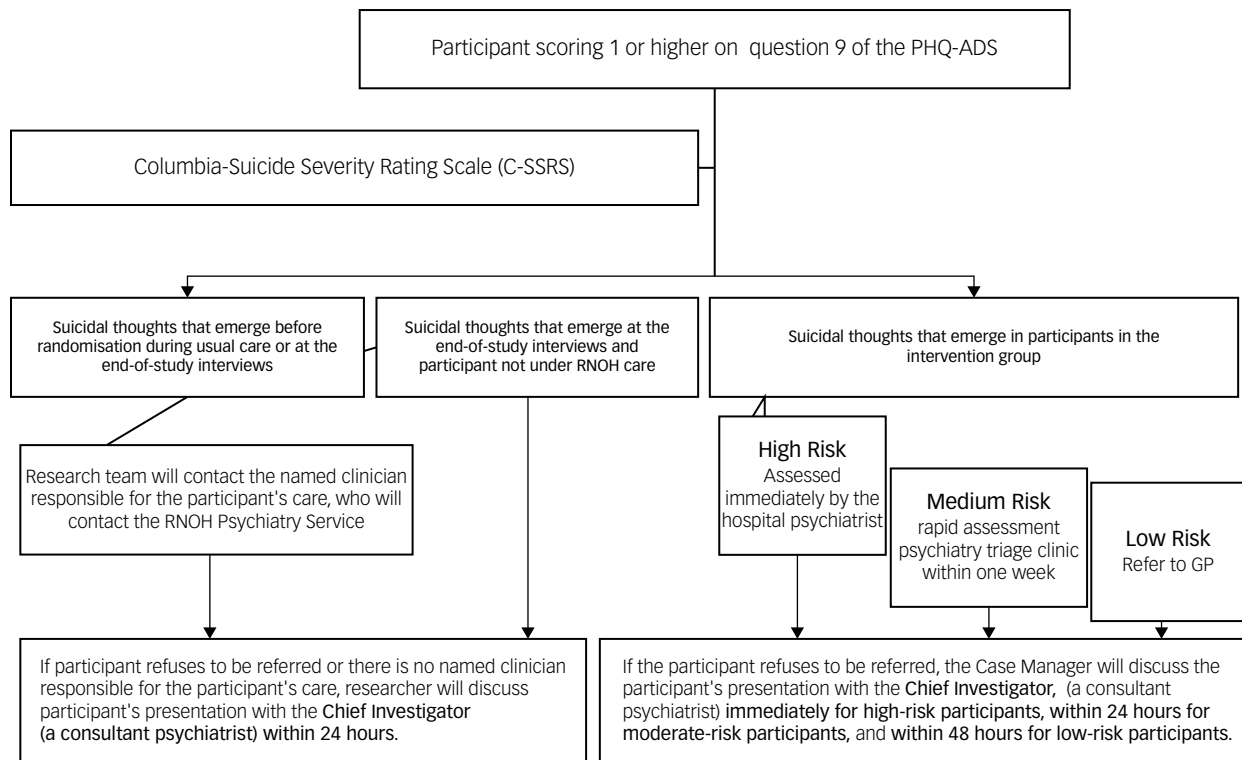 Participant scoring 1 or higher on question 9 of the PHQ-ADS
Columbia-Suicide Severity Rating Scale (C-SSRS)
Suicidal thoughts that emerge before
randomisation during usual care or at the
end-of-study interviews
Suicidal thoughts that emerge at the
end-of-study interviews and
participant not under RNOH care
Suicidal thoughts that emerge in participants in the
intervention group
Research team will contact the named clinician
responsible for the participant's care, who will
contact the RNOH Psychiatry Service
High Risk
Assessed
immediately by the
hospital psychiatrist
Medium Risk
rapid assessment
psychiatry triage clinic
within one week
Low Risk
Refer to GP
If participant refuses to be referred or there is no named clinician
responsible for the participant's care, researcher will discuss
participant's presentation with the Chief Investigator
(a consultant psychiatrist) within 24 hours.
If the participant refuses to be referred, the Case Manager will discuss the
participant's presentation with the Chief Investigator, (a consultant
psychiatrist) immediately for high-risk participants, within 24 hours for
moderate-risk participants, and within 48 hours for low-risk participants.